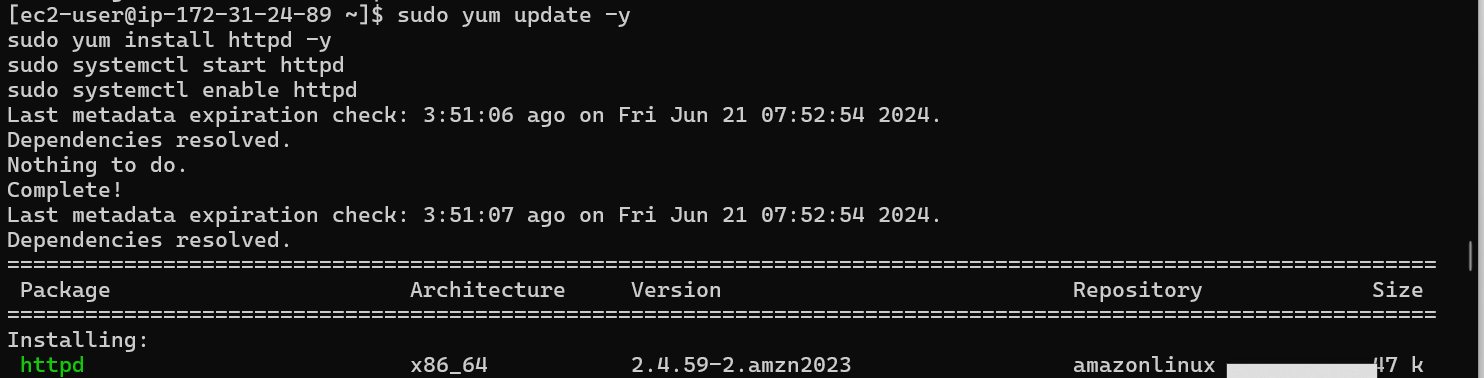 [ec2-user@ip-172-31-24-89 ~]$ sudo yum update -y
sudo yum install httpd -y
sudo systemctl start httpd
sudo systemctl enable httpd
Last metadata expiration check: 3:51:06 ago on Fri Jun 21 07:52:54 2024.
Dependencies resolved.
Nothing to do.
Complete!
Last metadata expiration check: 3:51:07 ago on Fri Jun 21 07:52:54 2024.
Dependencies resolved.
================================================================================================================
Package Architecture Version Repository Size
================================================================================================================
Installing:
httpd x86_64 2.4.59-2.amzn2023 amazonlinux 47 k